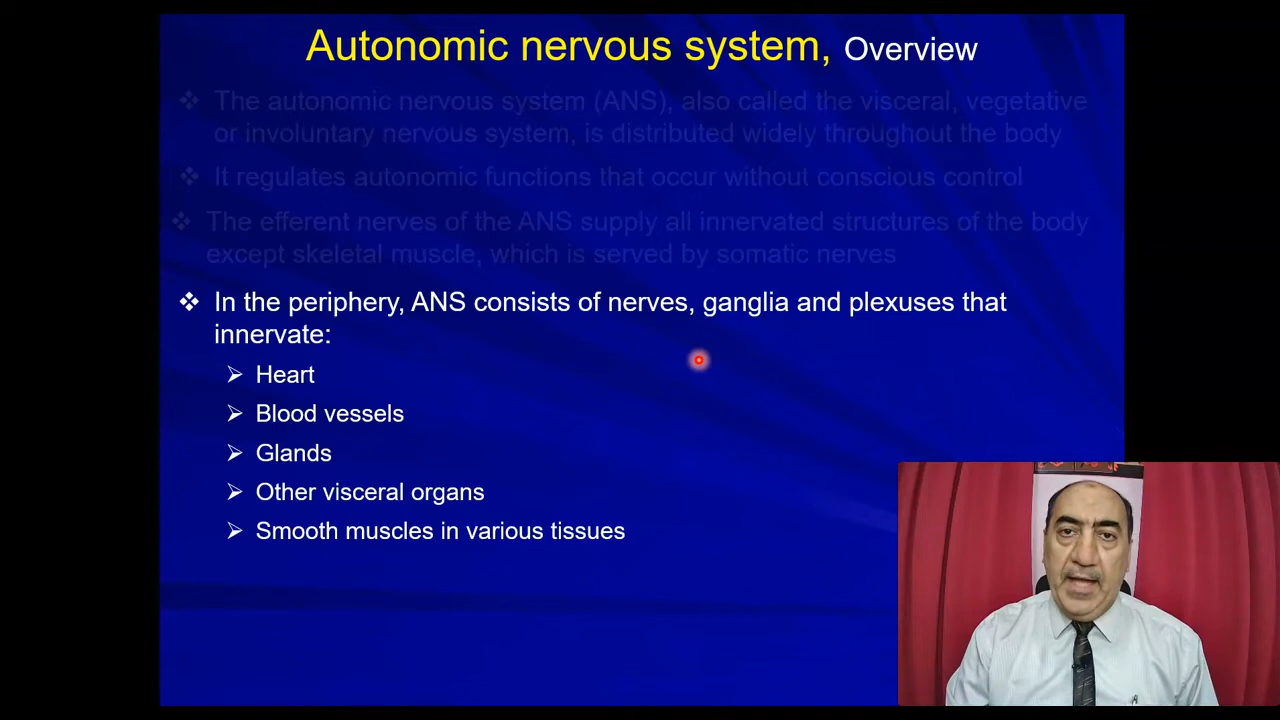 Autonomic nervous system, Overview
❖ The autonomic nervous system (ANS), also called the visceral, vegetative
or involuntary nervous system, is distributed widely throughout the body
❖ It regulates autonomic functions that occur without conscious control
❖ The efferent nerves of the ANS supply all innervated structures of the body
except skeletal muscle, which is served by somatic nerves
❖ In the periphery, ANS consists of nerves, ganglia and plexuses that
innervate:
➢ Heart
➢ Blood vessels
➢ Glands
➢ Other visceral organs
➢ Smooth muscles in various tissues